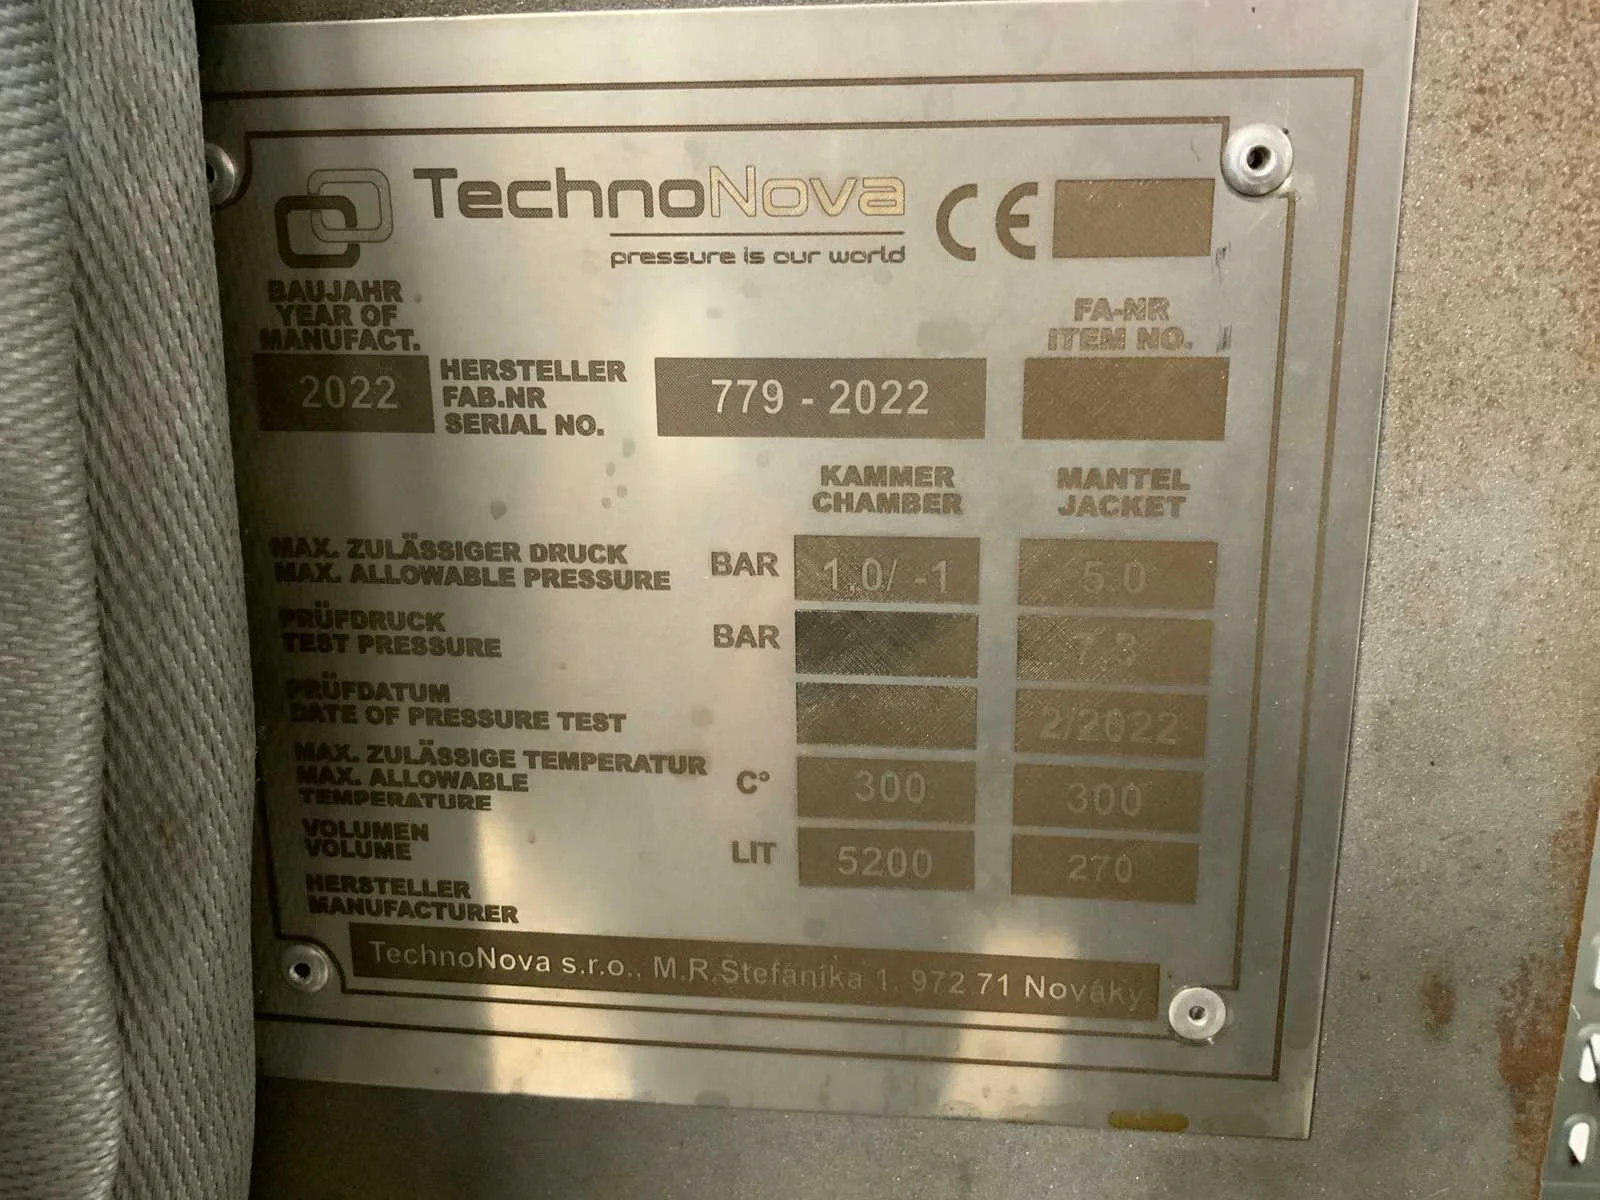 TechnoNova
pressure is our world
CE
BAUJAHR
YEAR OF
MANUFACT.
2022
HERSTELLER
FAB.NR
SERIAL NO.
779 - 2022
FA-NR
ITEM NO.
KAMMER
CHAMBER
MANTEL
JACKET
MAX. ZULÄSSIGER DRUCK
MAX. ALLOWABLE PRESSURE
BAR
1,0/ -1
5.0
PRÜFDRUCK
TEST PRESSURE
BAR
7.3
PRÜFDATUM
DATE OF PRESSURE TEST
2/2022
MAX. ZULÄSSIGE TEMPERATUR
MAX. ALLOWABLE
TEMPERATURE
C°
300
300
VOLUMEN
VOLUME
LIT
5200
270
HERSTELLER
MANUFACTURER
TechnoNova s.r.o., M.R.Štefánika 1, 972 71 Nováky